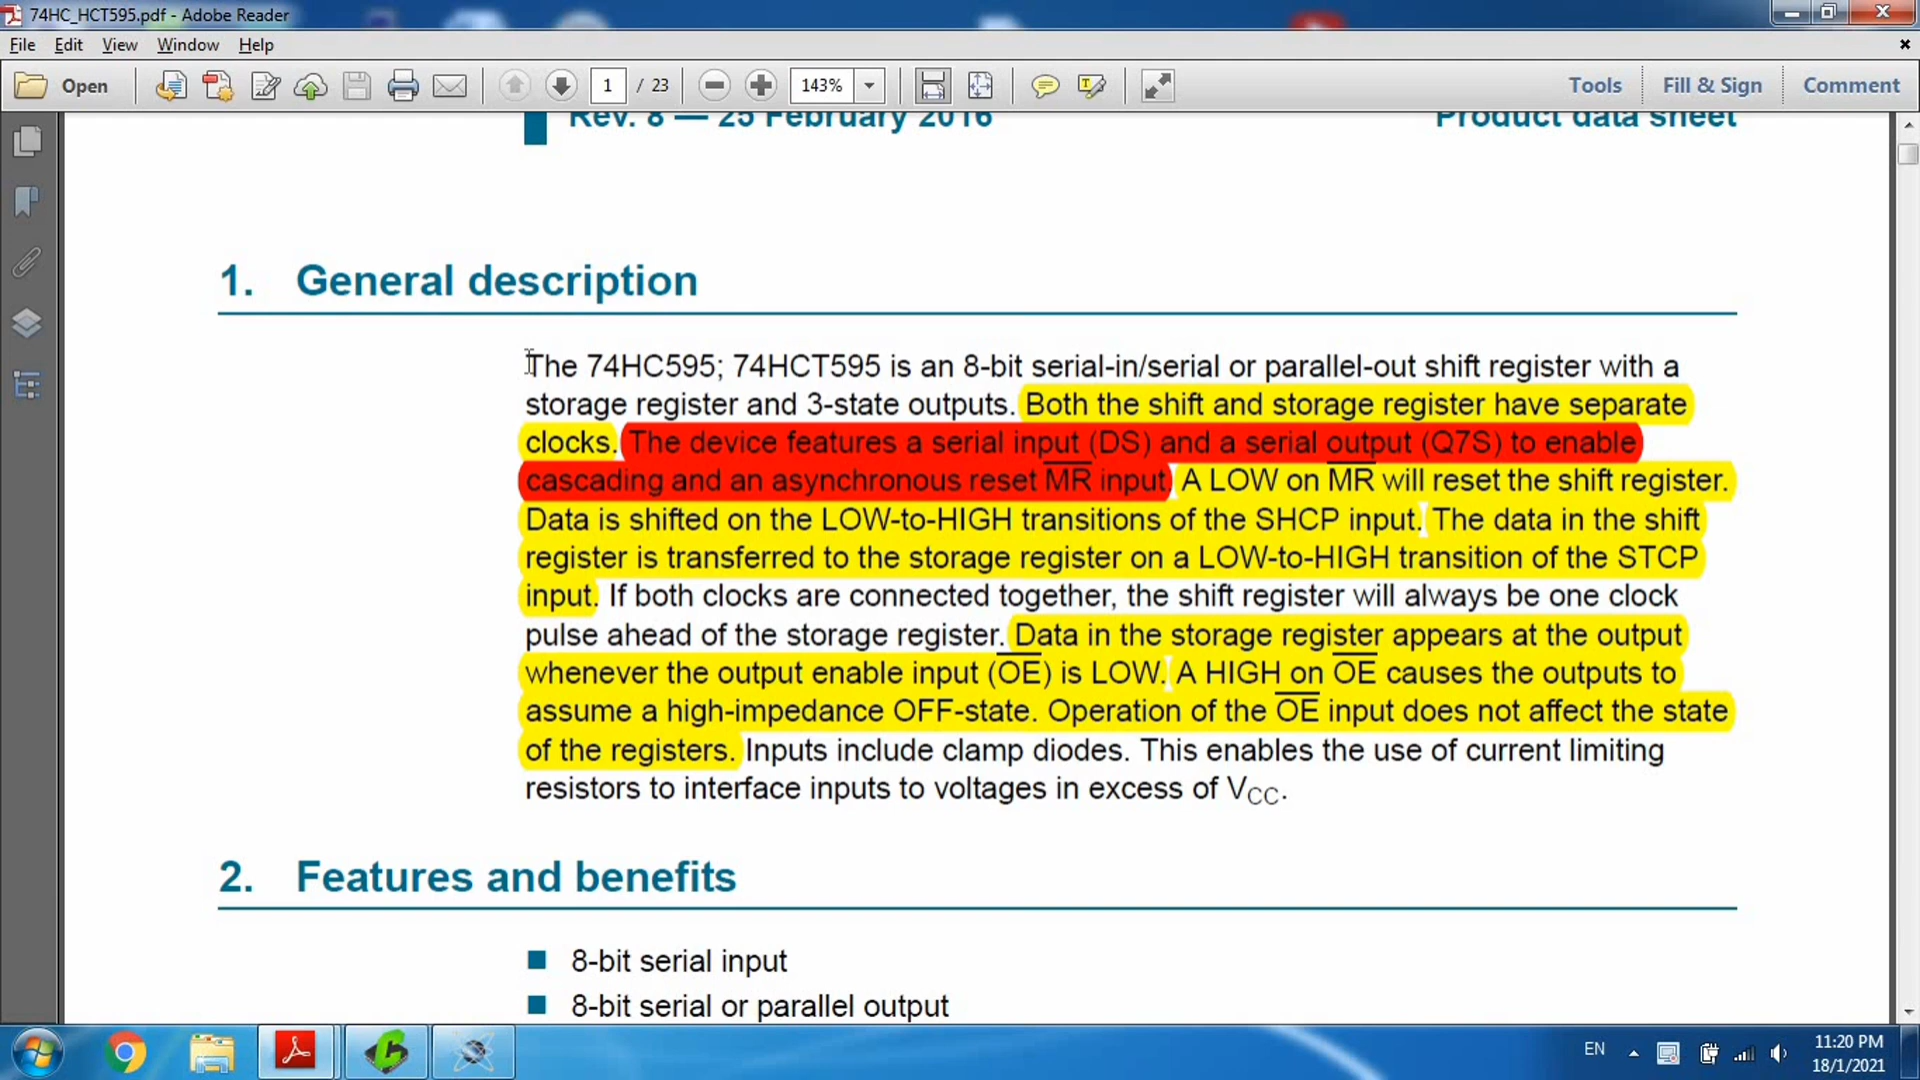 74HC_HCT595.pdf - Adobe Reader
File Edit View Window Help
Open 1 / 23 143% Tools Fill & Sign Comment
Rev. 8 — 25 February 2016 Product data sheet
1. General description
The 74HC595; 74HCT595 is an 8-bit serial-in/serial or parallel-out shift register with a
storage register and 3-state outputs. Both the shift and storage register have separate
clocks. The device features a serial input (DS) and a serial output (Q7S) to enable
cascading and an asynchronous reset M̅R̅ input. A LOW on M̅R̅ will reset the shift register.
Data is shifted on the LOW-to-HIGH transitions of the SHCP input. The data in the shift
register is transferred to the storage register on a LOW-to-HIGH transition of the STCP
input. If both clocks are connected together, the shift register will always be one clock
pulse ahead of the storage register. Data in the storage register appears at the output
whenever the output enable input (O̅E̅) is LOW. A HIGH on O̅E̅ causes the outputs to
assume a high-impedance OFF-state. Operation of the O̅E̅ input does not affect the state
of the registers. Inputs include clamp diodes. This enables the use of current limiting
resistors to interface inputs to voltages in excess of VCC.
2. Features and benefits
8-bit serial input
8-bit serial or parallel output
EN 11:20 PM
18/1/2021